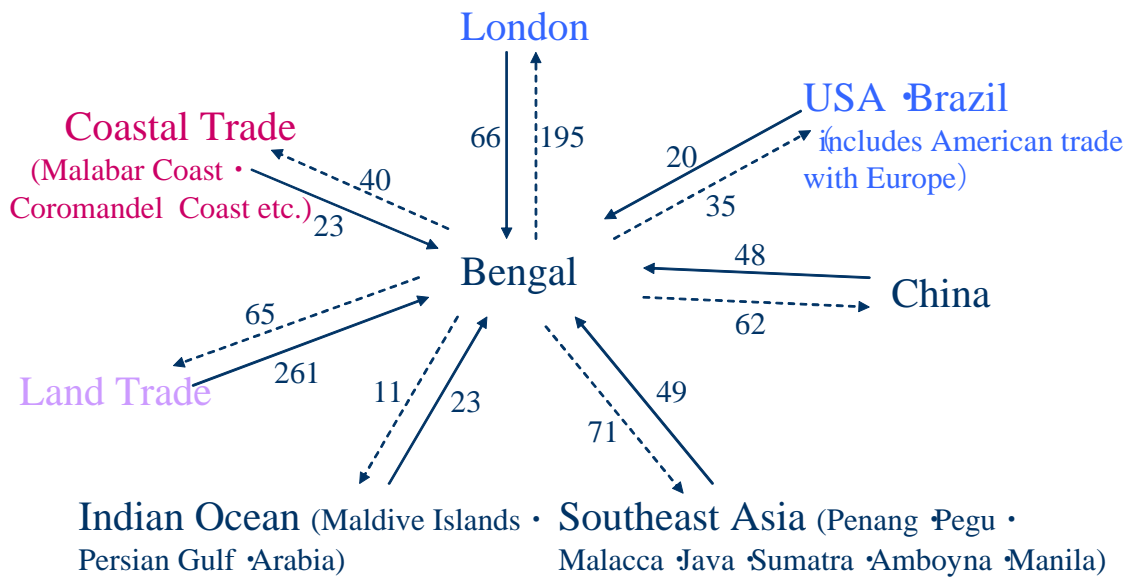 London
USA・Brazil
(includes American trade
with Europe）
Coastal Trade
(Malabar Coast・
Coromandel Coast etc.)
66
195
20
35
40
23
Bengal
48
China
62
65
261
Land Trade
11
23
49
71
Indian Ocean (Maldive Islands・
Persian Gulf・Arabia)
Southeast Asia (Penang・Pegu・
Malacca・Java・Sumatra・Amboyna・Manila)